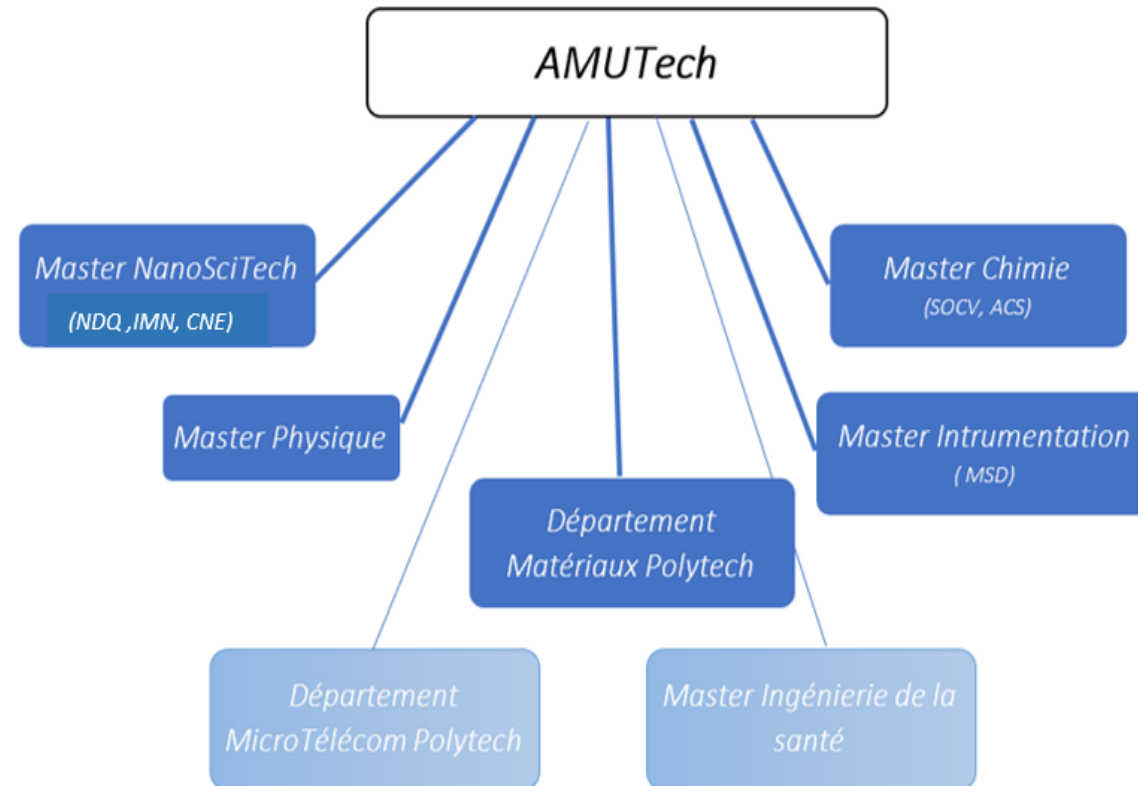 AMUTech
Master NanoSciTech
(NDQ ,IMN, CNE)
Master Chimie
(SOCV, ACS)
Master Physique
Master Intrumentation
( MSD)
Département
Matériaux Polytech
Département
MicroTélécom Polytech
Master Ingénierie de la
santé